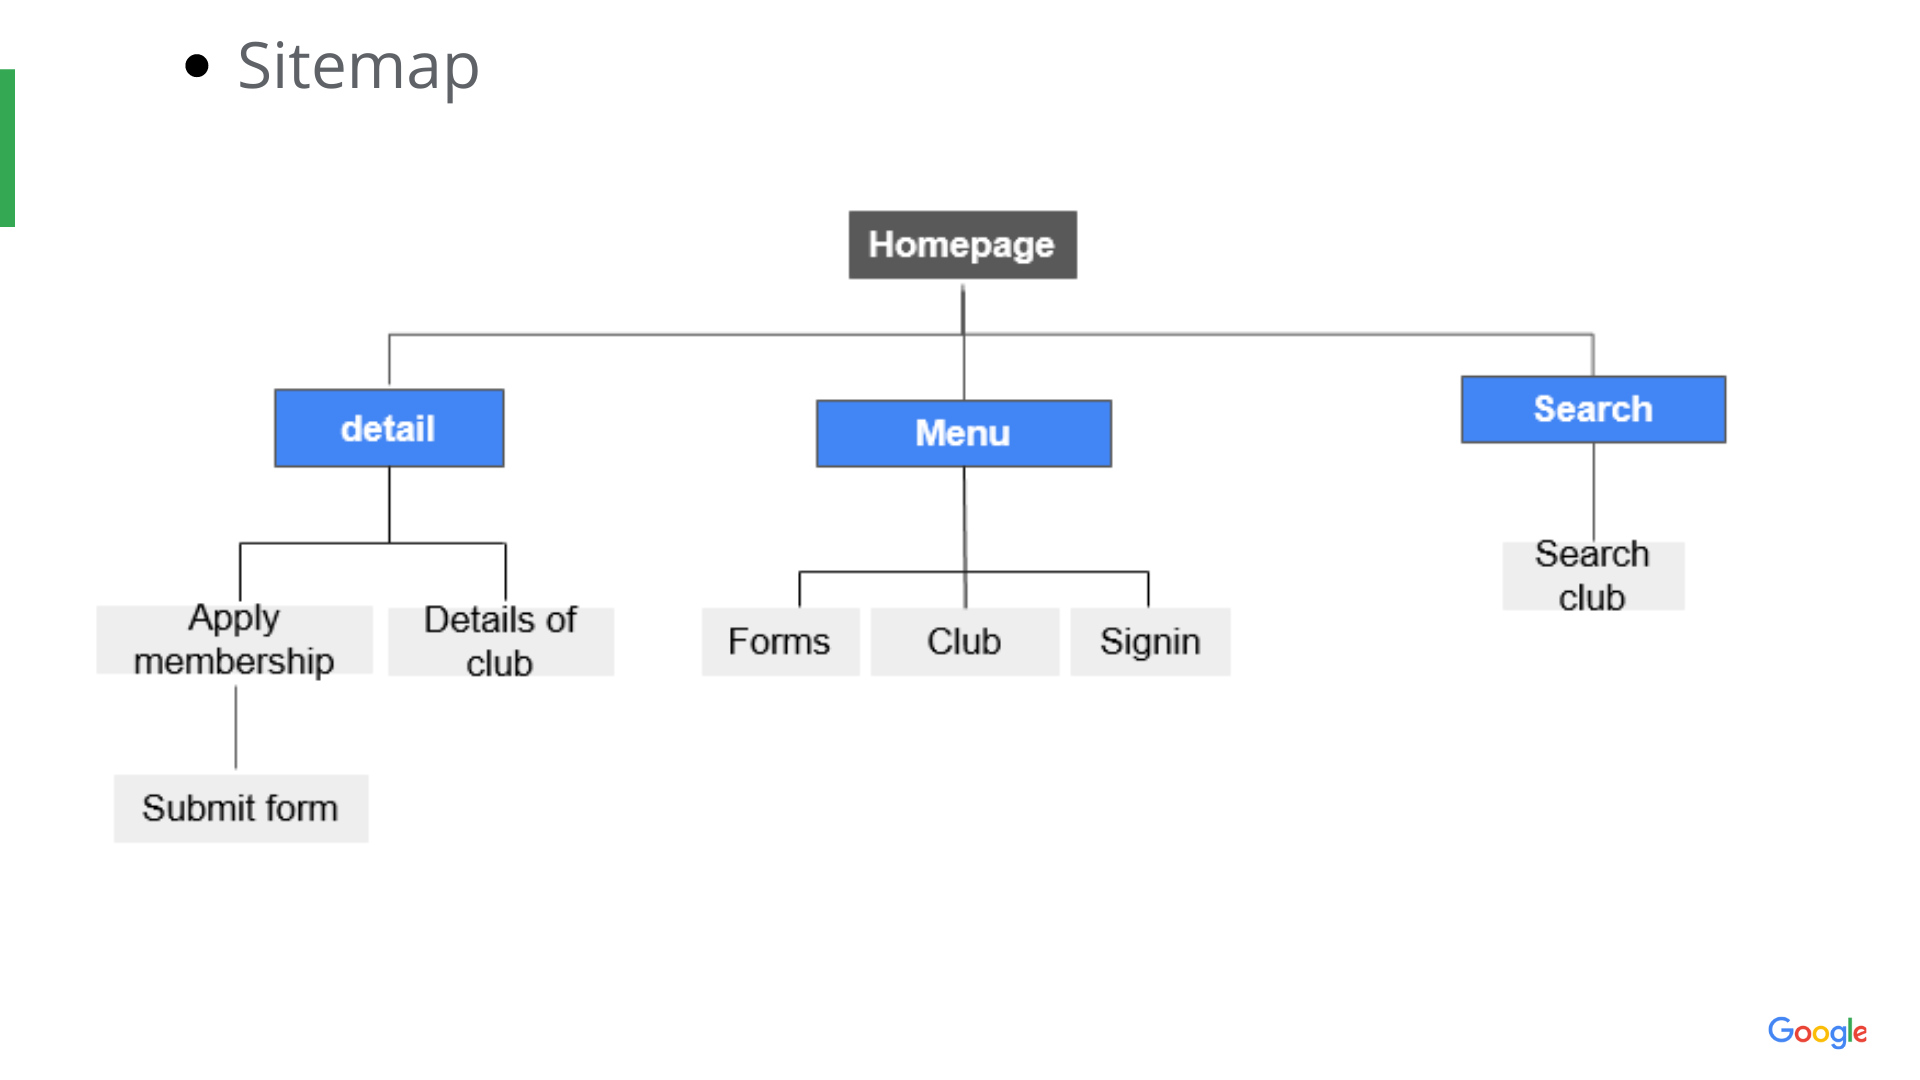 Sitemap
Homepage
detail
Menu
Search
Apply
membership
Details of
club
Forms
Club
Signin
Search
club
Submit form
Google